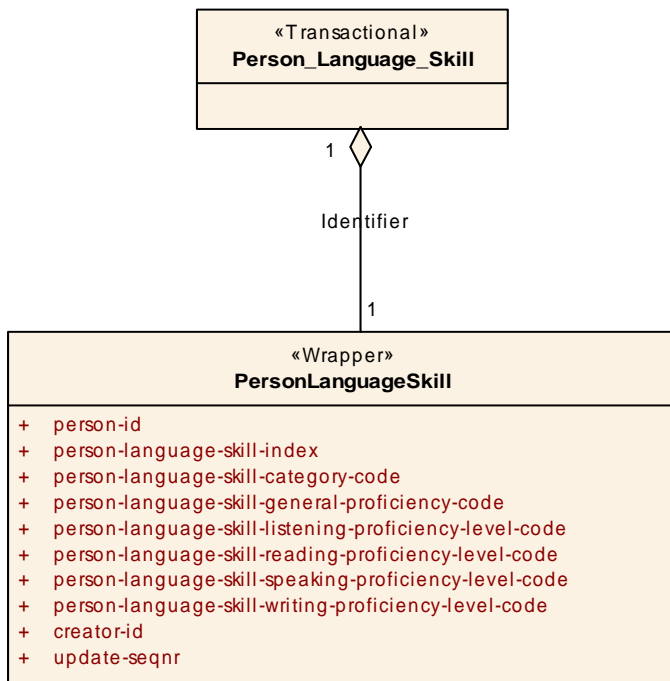 «Transactional»
Person_Language_Skill
1
Identifier
1
«Wrapper»
PersonLanguageSkill
+ person-id
+ person-language-skill-index
+ person-language-skill-category-code
+ person-language-skill-general-proficiency-code
+ person-language-skill-listening-proficiency-level-code
+ person-language-skill-reading-proficiency-level-code
+ person-language-skill-speaking-proficiency-level-code
+ person-language-skill-writing-proficiency-level-code
+ creator-id
+ update-seqnr